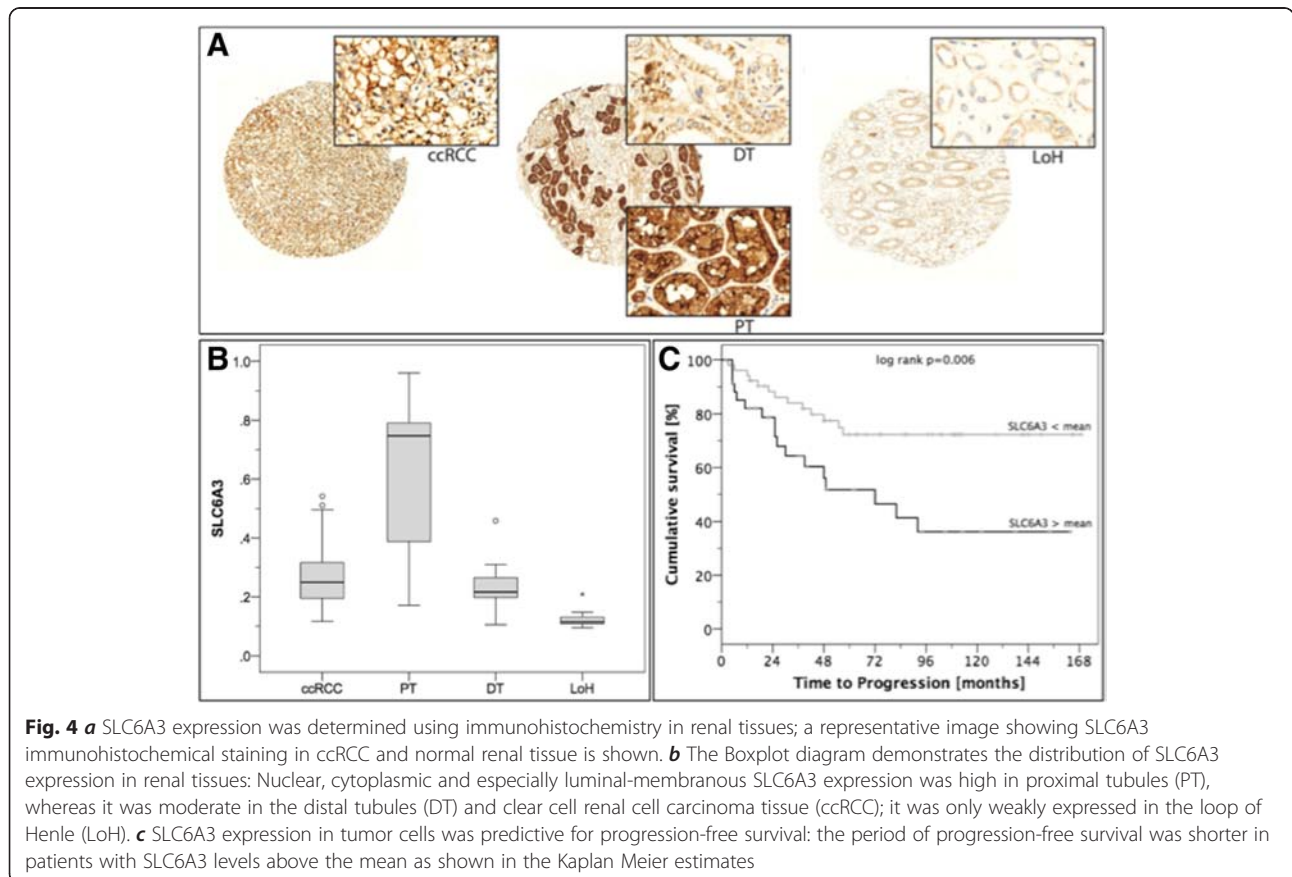 A
ccRCC
DT
LoH
PT
B
1.0
.8
.6
.4
.2
.0
SLC6A3
ccRCC PT DT LoH
C
log rank p=0.006
100
80
60
40
20
0
Cumulative survival [%]
SLC6A3 < mean
SLC6A3 > mean
0 24 48 72 96 120 144 168
Time to Progression [months]
Fig. 4 a SLC6A3 expression was determined using immunohistochemistry in renal tissues; a representative image showing SLC6A3
immunohistochemical staining in ccRCC and normal renal tissue is shown. b The Boxplot diagram demonstrates the distribution of SLC6A3
expression in renal tissues: Nuclear, cytoplasmic and especially luminal-membranous SLC6A3 expression was high in proximal tubules (PT),
whereas it was moderate in the distal tubules (DT) and clear cell renal cell carcinoma tissue (ccRCC); it was only weakly expressed in the loop of
Henle (LoH). c SLC6A3 expression in tumor cells was predictive for progression-free survival: the period of progression-free survival was shorter in
patients with SLC6A3 levels above the mean as shown in the Kaplan Meier estimates